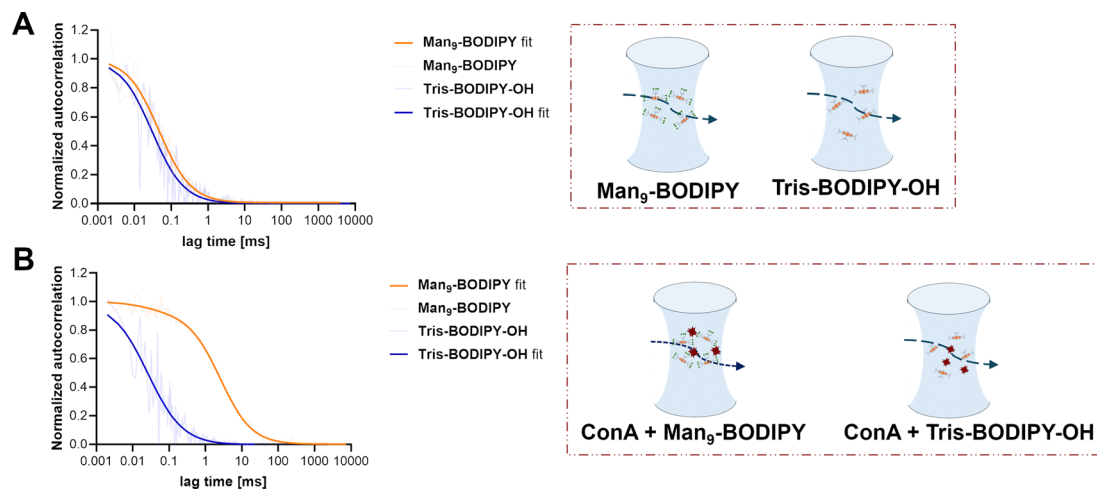 A
Normalized autocorrelation
1.2
1.0
0.8
0.6
0.4
0.2
0.0
0.001 0.01 0.1 1 10 100 1000 10000
lag time [ms]
Man₉-BODIPY fit
Man₉-BODIPY
Tris-BODIPY-OH
Tris-BODIPY-OH fit
Man₉-BODIPY
Tris-BODIPY-OH
B
Normalized autocorrelation
1.2
1.0
0.8
0.6
0.4
0.2
0.0
0.001 0.01 0.1 1 10 100 1000 10000
lag time [ms]
Man₉-BODIPY fit
Man₉-BODIPY
Tris-BODIPY-OH
Tris-BODIPY-OH fit
ConA + Man₉-BODIPY
ConA + Tris-BODIPY-OH